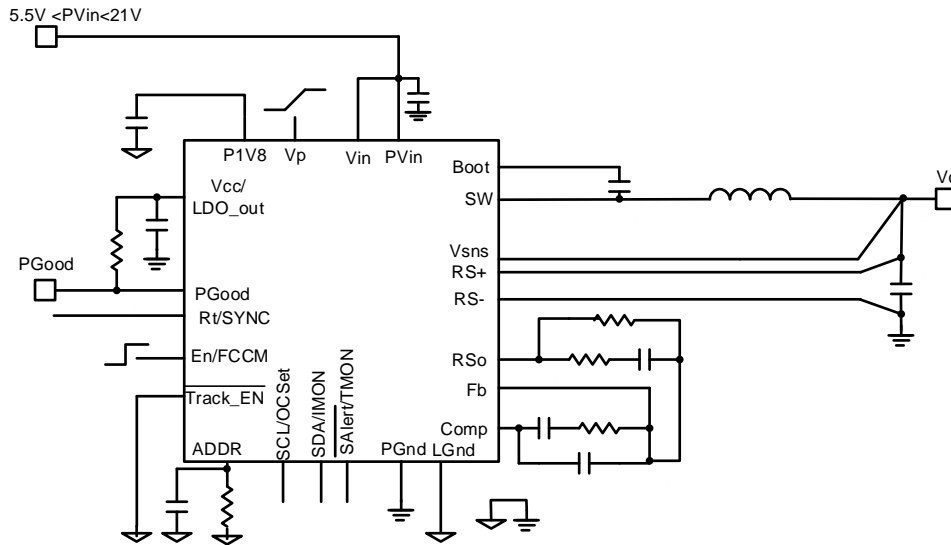 5.5V <PVin<21V
P1V8
Vp
Vin
PVin
Boot
Vcc/
LDO_out
SW
Vsns
RS+
PGood
RS-
PGood
Rt/SYNC
En/FCCM
RSo
Track_EN
Fb
Comp
ADDR
SCL/OCSet
SDA/IMON
SAlert/TMON
PGnd
LGnd